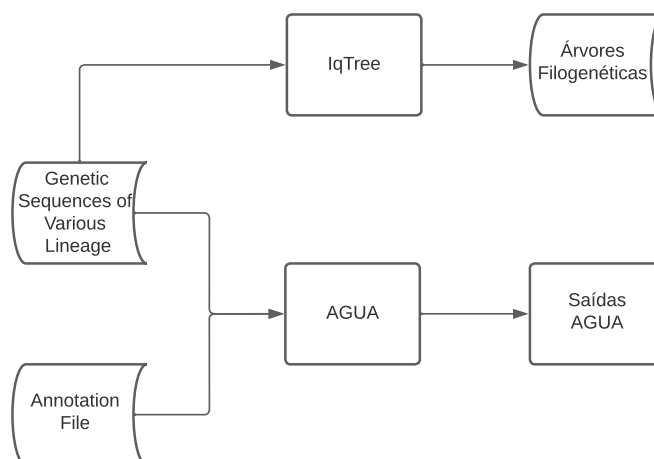 IqTree
Árvores
Filogenéticas
Genetic
Sequences of
Various
Lineage
AGUA
Saídas
AGUA
Annotation
File